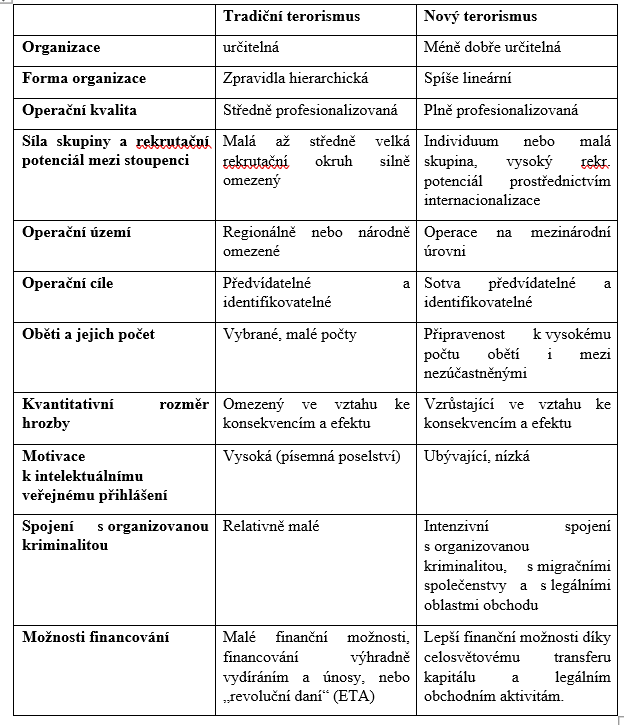 Tradiční terorismus
Nový terorismus
Organizace
určitelná
Méně dobře určitelná
Forma organizace
Zpravidla hierarchická
Spíše lineární
Operační kvalita
Středně profesionalizovaná
Plně profesionalizovaná
Síla skupiny a rekrutační
potenciál mezi stoupenci
Malá až středně velká
rekrutační okruh silně
omezený
Individuum nebo malá
skupina, vysoký rekr.
potenciál prostřednictvím
internacionalizace
Operační území
Regionálně nebo národně
omezené
Operace na mezinárodní
úrovni
Operační cíle
Předvídatelné a
identifikovatelné
Sotva předvídatelné a
identifikovatelné
Oběti a jejich počet
Vybrané, malé počty
Připravenost k vysokému
počtu obětí i mezi
nezúčastněnými
Kvantitativní rozměr
hrozby
Omezený ve vztahu ke
konsekvencím a efektu
Vzrůstající ve vztahu ke
konsekvencím a efektu
Motivace
k intelektuálnímu
veřejnému přihlášení
Vysoká (písemná poselství)
Ubývající, nízká
Spojení s organizovanou
kriminalitou
Relativně malé
Intenzivní spojení
s organizovanou
kriminalitou, s migračními
společenstvy a s legálními
oblastmi obchodu
Možnosti financování
Malé finanční možnosti,
financování výhradně
vydíráním a únosy, nebo
„revoluční daní“ (ETA)
Lepší finanční možnosti díky
celosvětovému transferu
kapitálu a legálním
obchodním aktivitám.